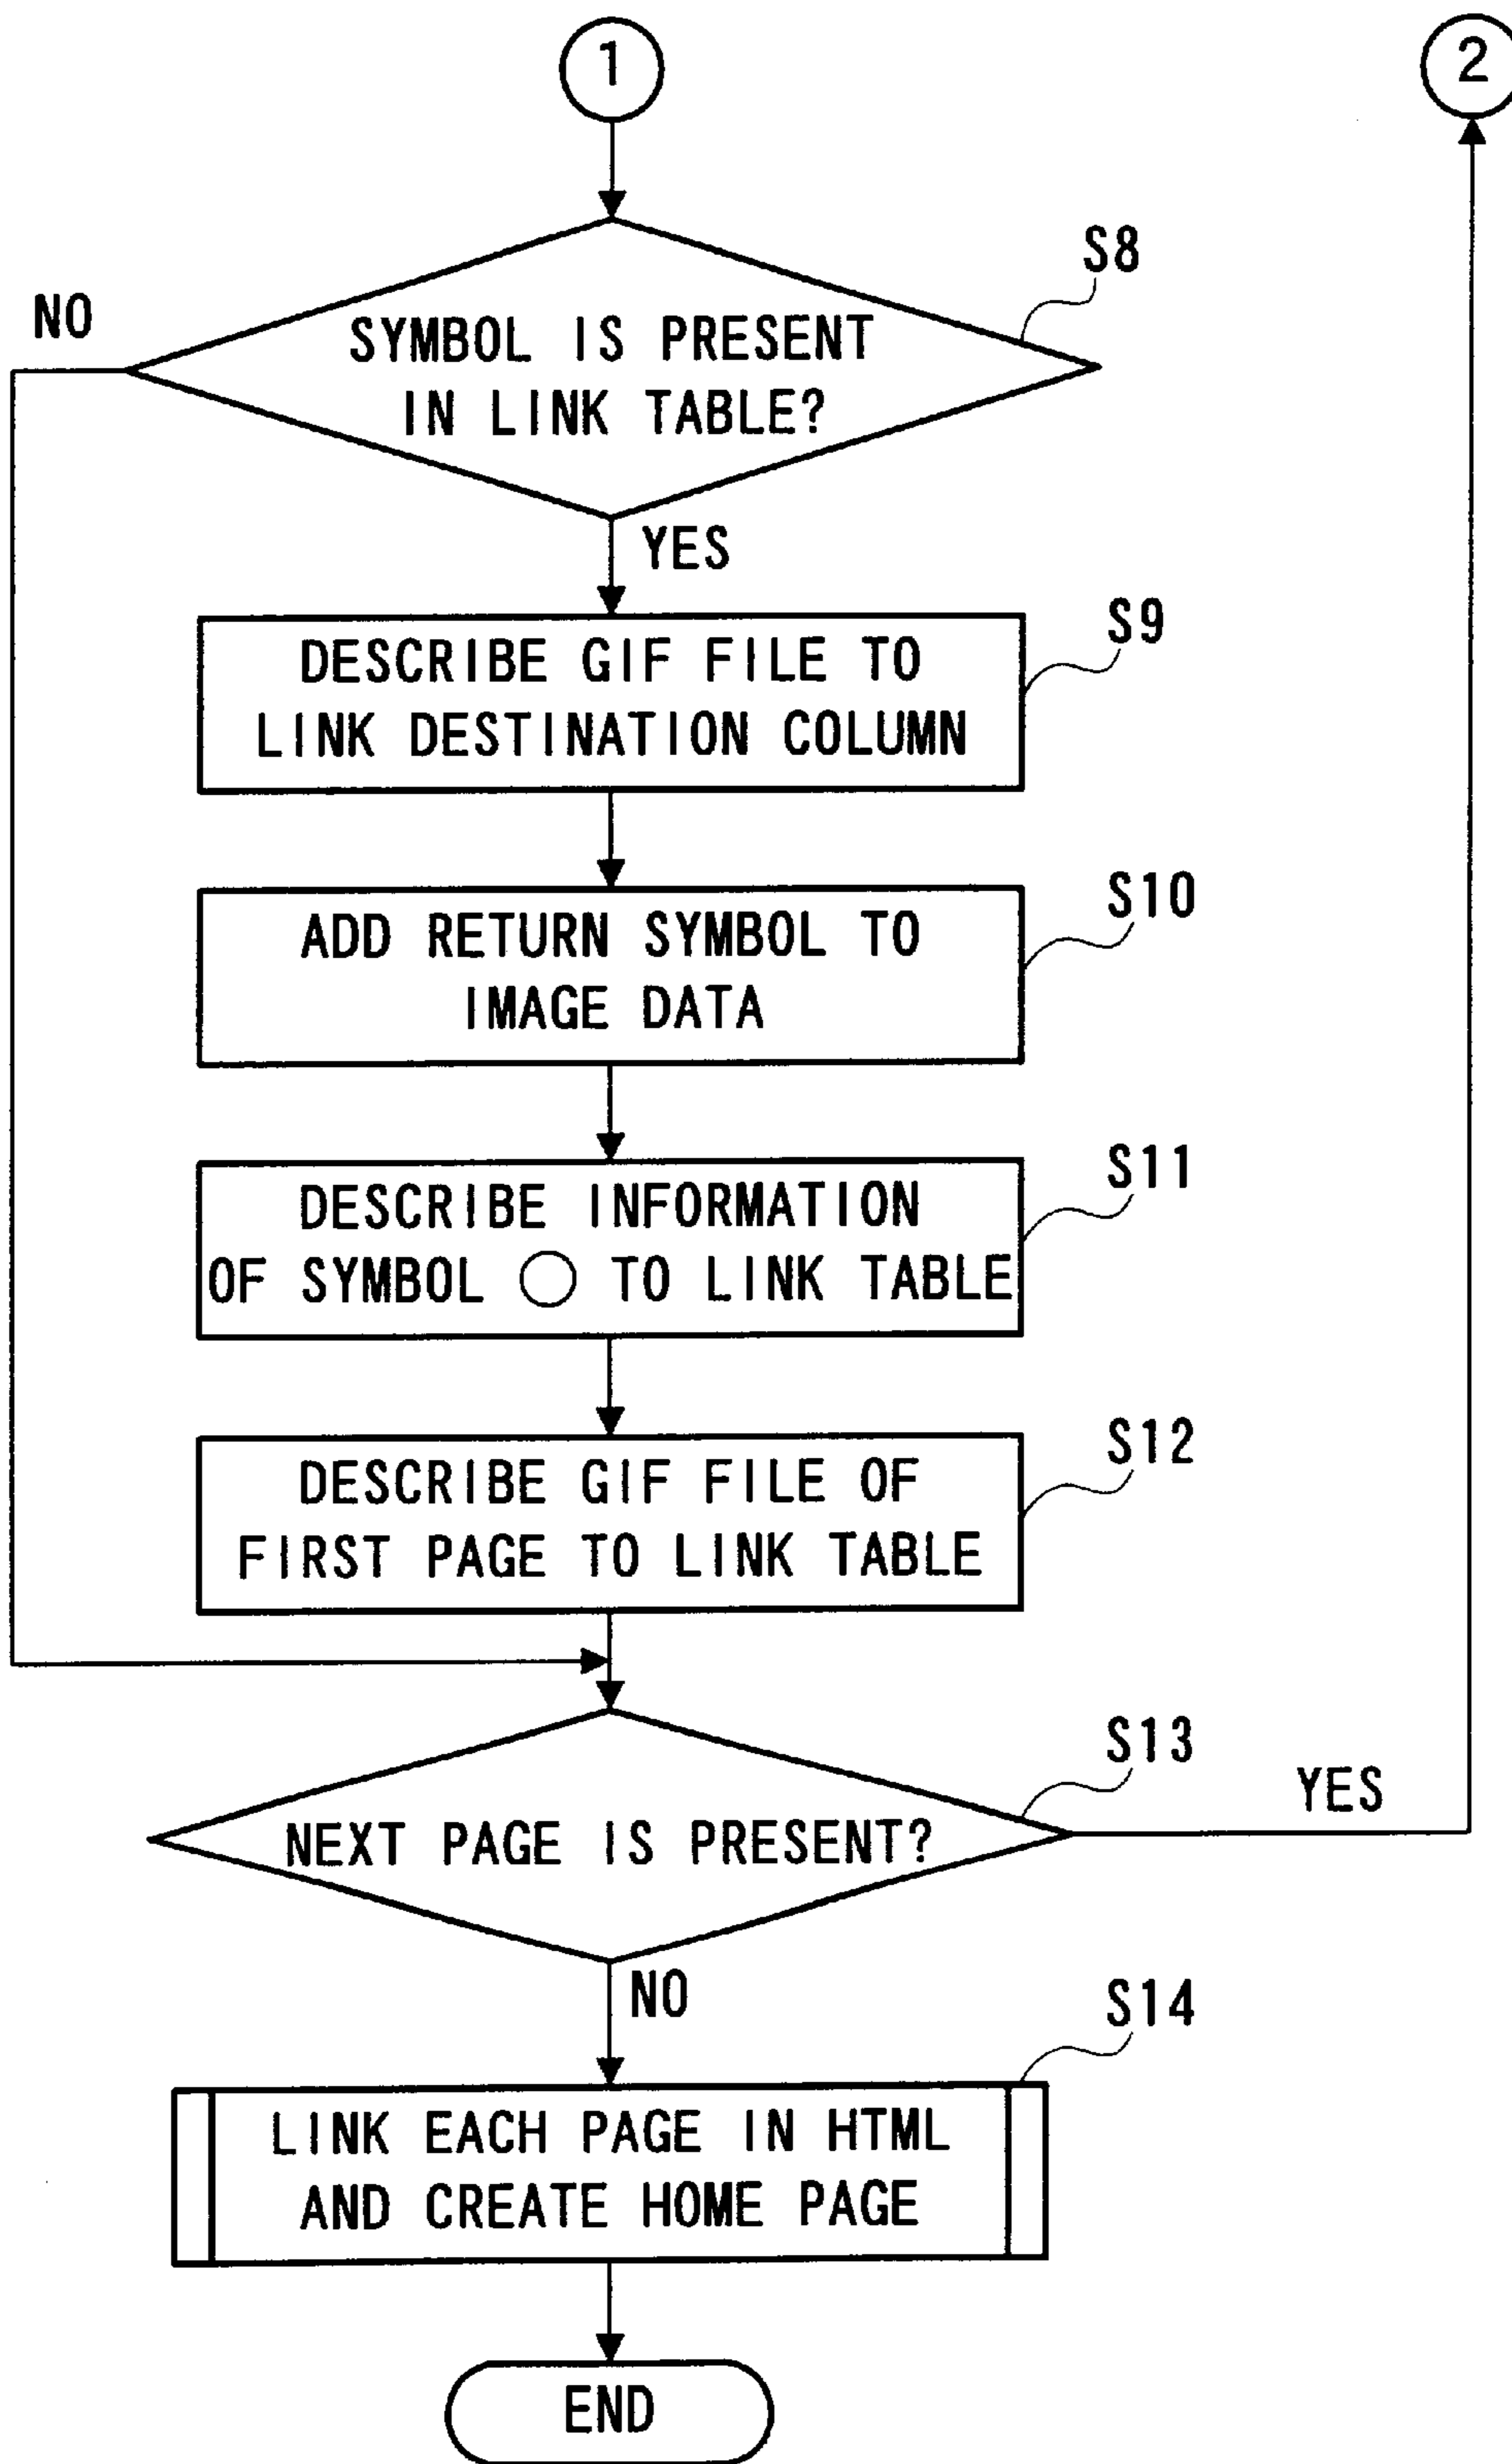 1
2
S8
NO
SYMBOL IS PRESENT
IN LINK TABLE?
YES
S9
DESCRIBE GIF FILE TO
LINK DESTINATION COLUMN
S10
ADD RETURN SYMBOL TO
IMAGE DATA
S11
DESCRIBE INFORMATION
OF SYMBOL ○ TO LINK TABLE
S12
DESCRIBE GIF FILE OF
FIRST PAGE TO LINK TABLE
S13
YES
NEXT PAGE IS PRESENT?
NO
S14
LINK EACH PAGE IN HTML
AND CREATE HOME PAGE
END